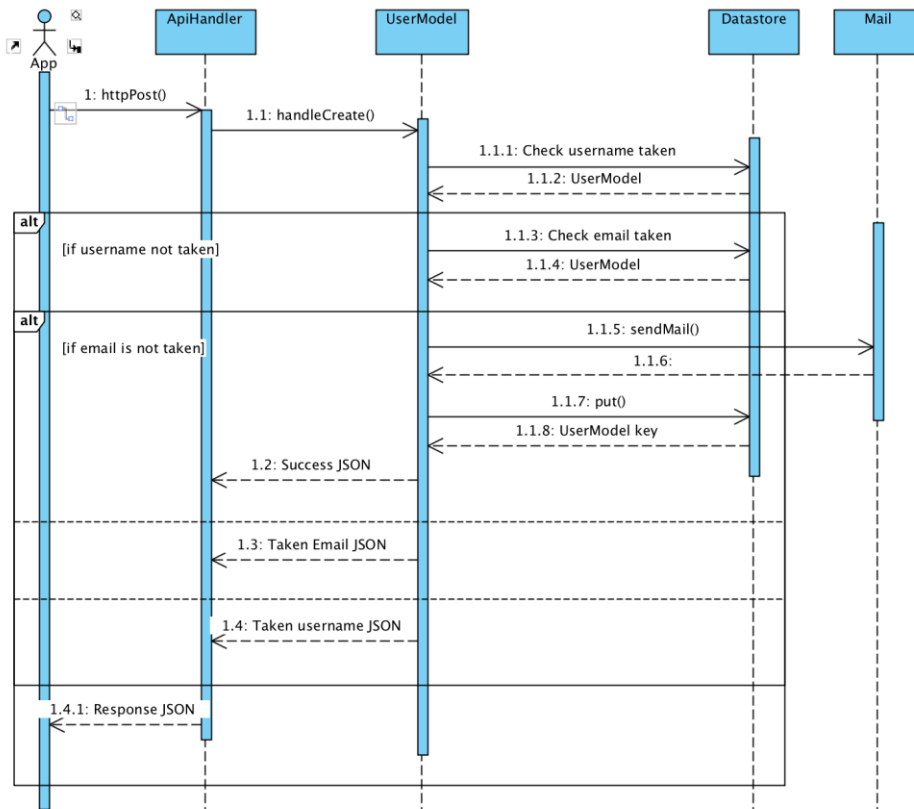 App
ApiHandler
UserModel
Datastore
Mail
1: httpPost()
1.1: handleCreate()
1.1.1: Check username taken
1.1.2: UserModel
alt
[if username not taken]
1.1.3: Check email taken
1.1.4: UserModel
alt
[if email is not taken]
1.1.5: sendMail()
1.1.6:
1.1.7: put()
1.1.8: UserModel key
1.2: Success JSON
1.3: Taken Email JSON
1.4: Taken username JSON
1.4.1: Response JSON